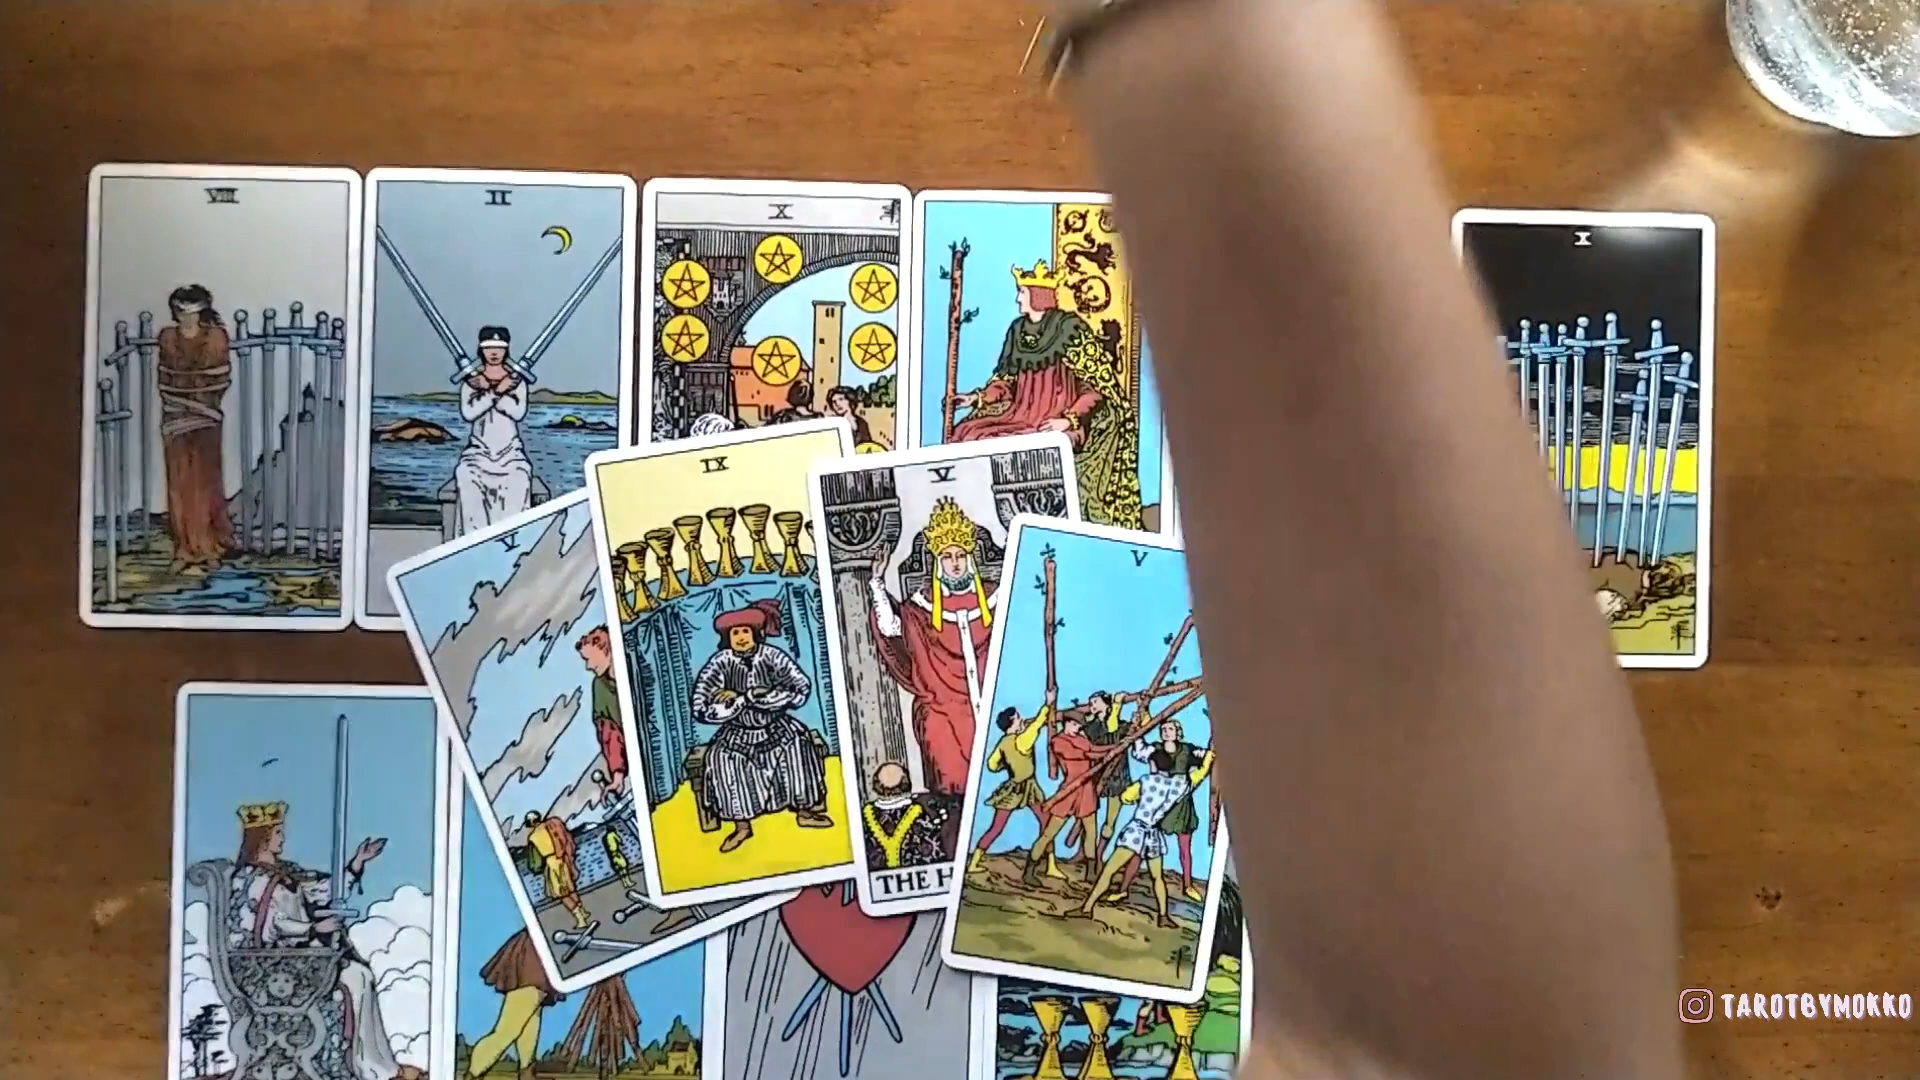 VIII
II
X
X
V
IX
V
V
THE H
TAROTBYMOKKO